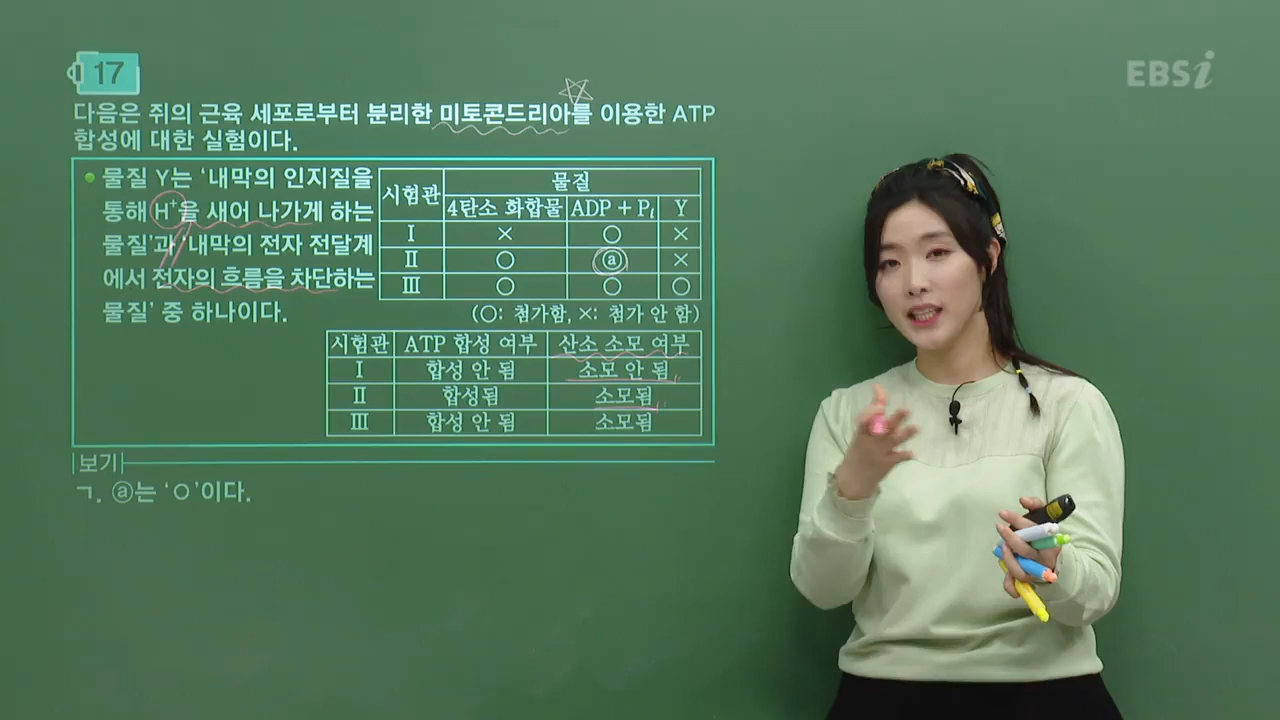 17
EBSi
다음은 쥐의 근육 세포로부터 분리한 미토콘드리아를 이용한 ATP
합성에 대한 실험이다.
물질 Y는 ‘내막의 인지질을
통해 H⁺을 새어 나가게 하는
물질’과 ‘내막의 전자 전달계
에서 전자의 흐름을 차단하는
물질’ 중 하나이다.
시험관 물질
4탄소 화합물 ADP + Pᵢ Y
Ⅰ × ○ ×
Ⅱ ○ ⓐ ×
Ⅲ ○ ○ ○
(○: 첨가함, ×: 첨가 안 함)
시험관 ATP 합성 여부 산소 소모 여부
Ⅰ 합성 안 됨 소모 안 됨
Ⅱ 합성됨 소모됨
Ⅲ 합성 안 됨 소모됨
보기
ㄱ. ⓐ는 ‘○’이다.